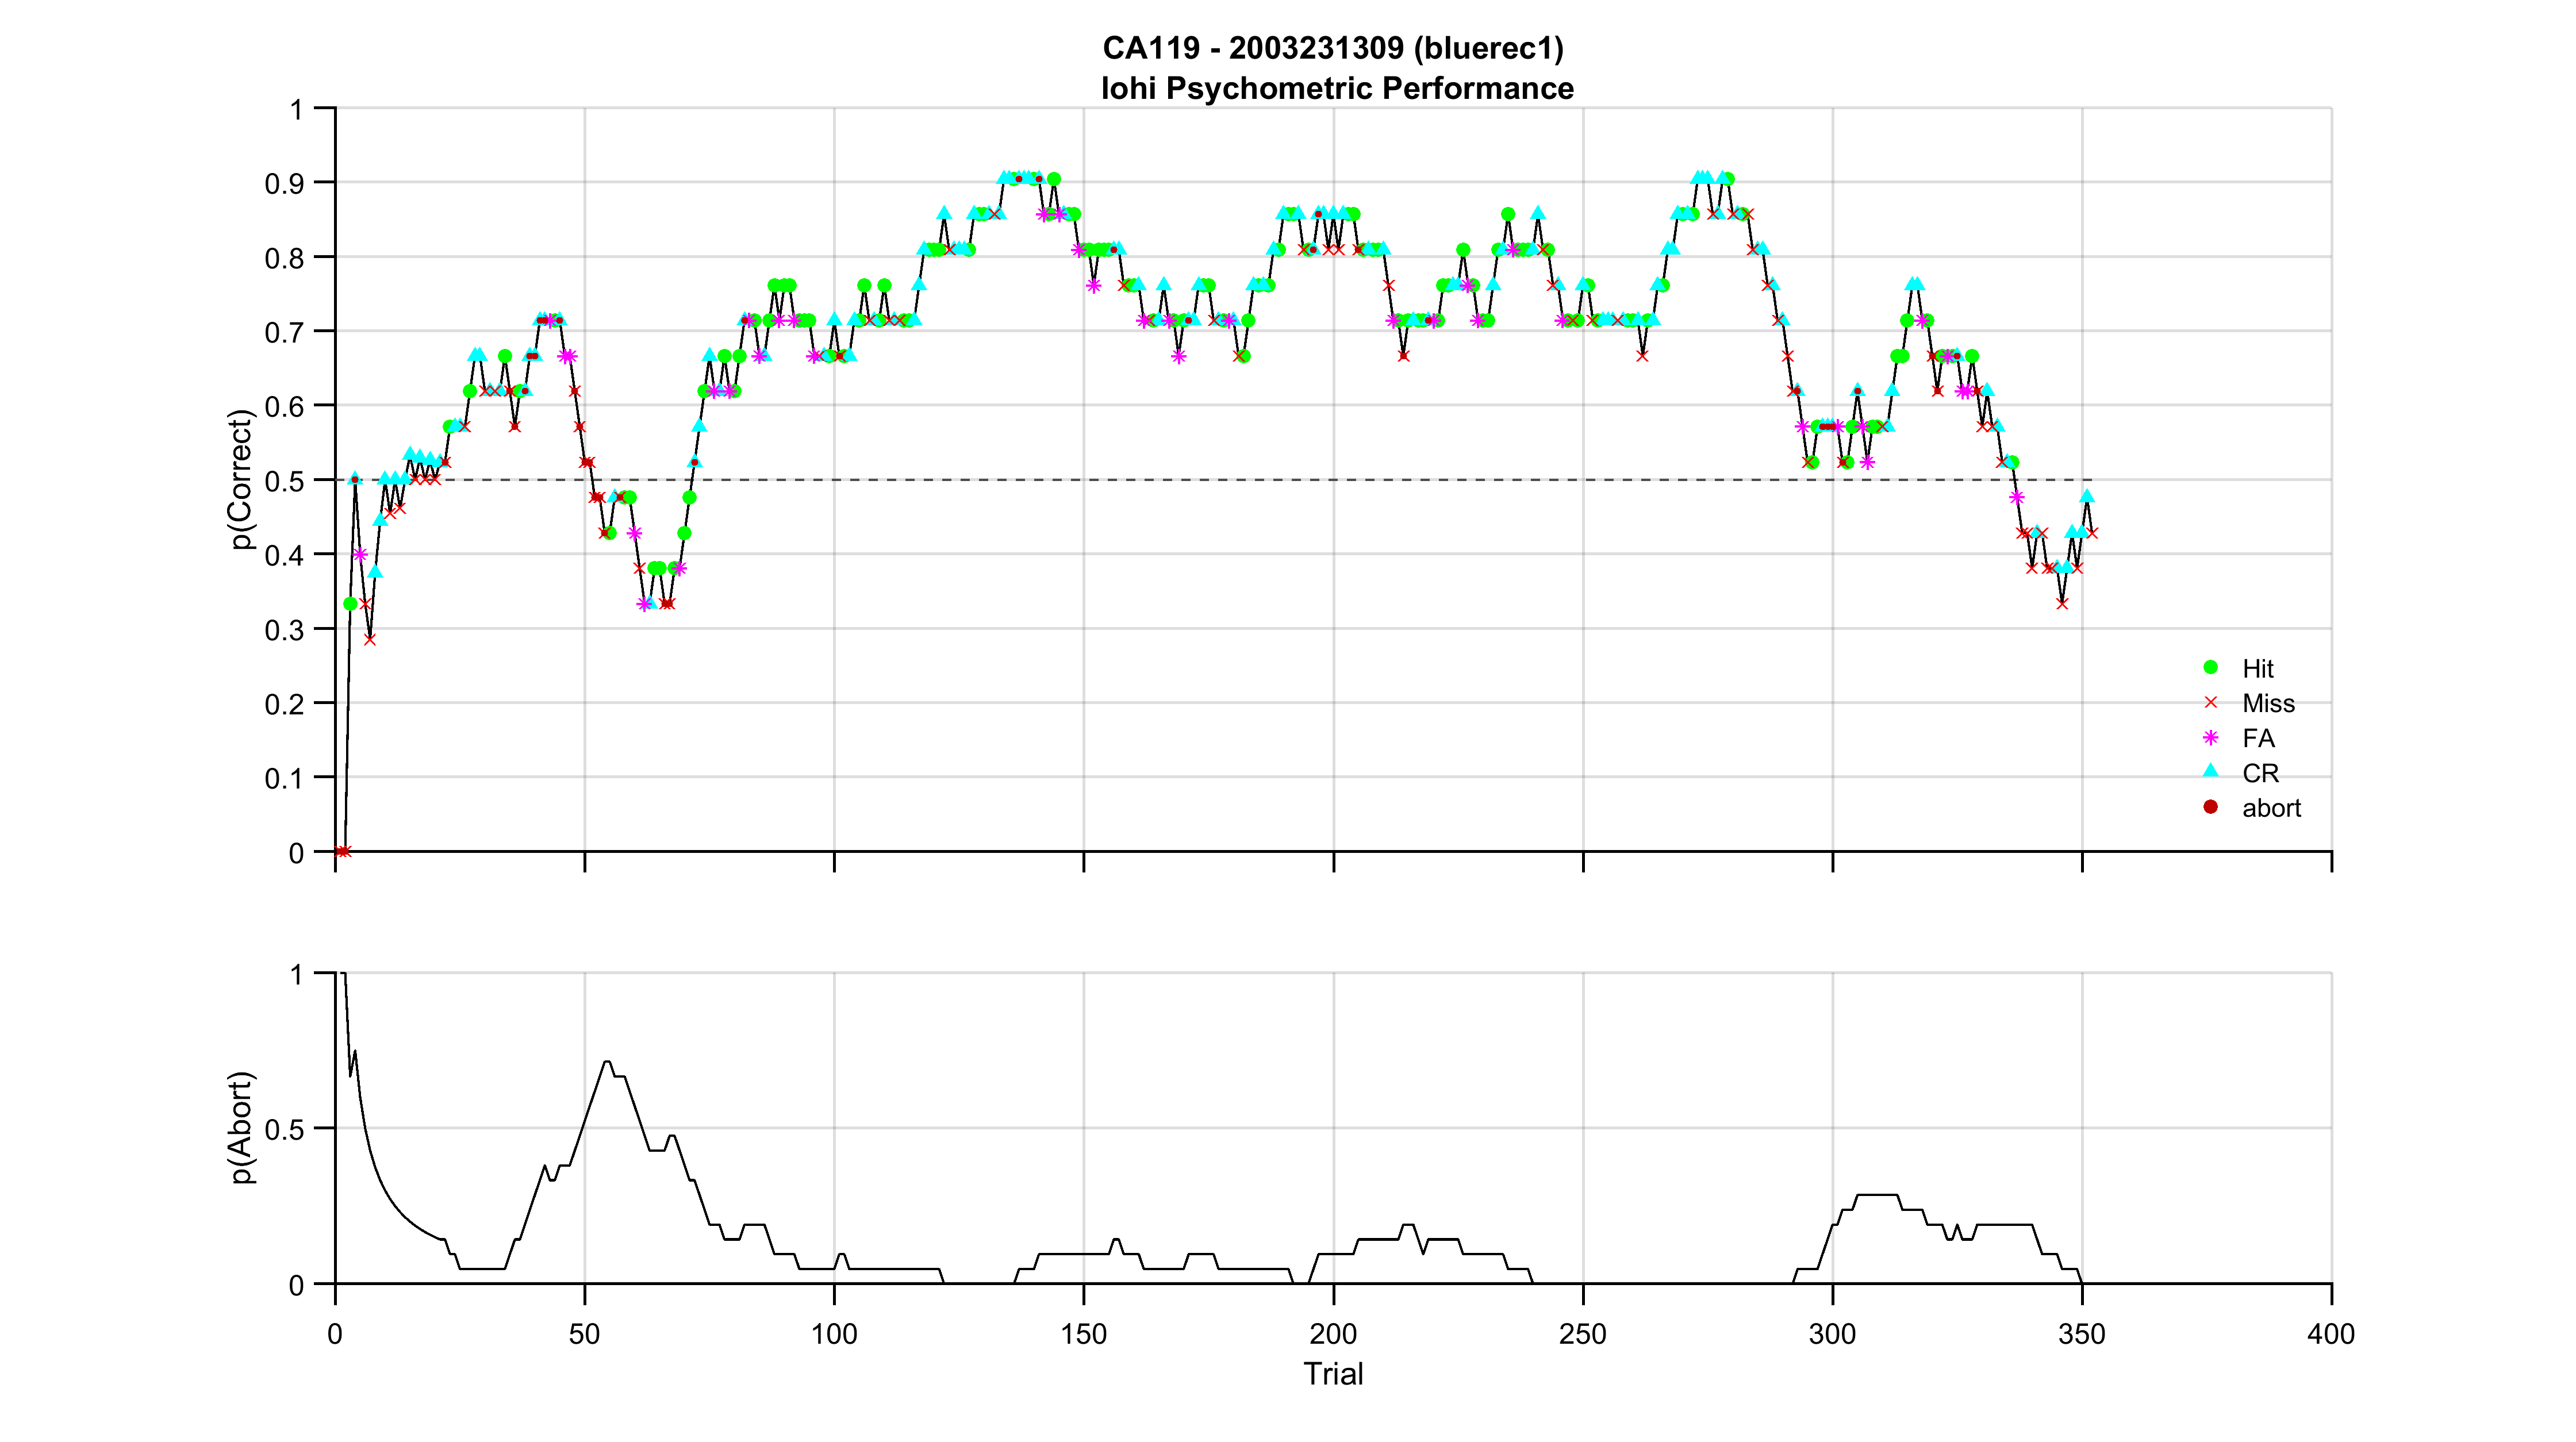 CA119 - 2003231309 (bluerec1)
lohi Psychometric Performance
1
0.9
0.8
0.7
0.6
0.5
0.4
0.3
0.2
0.1
0
p(Correct)
Hit
Miss
FA
CR
abort
1
0.5
0
p(Abort)
0 50 100 150 200 250 300 350 400
Trial